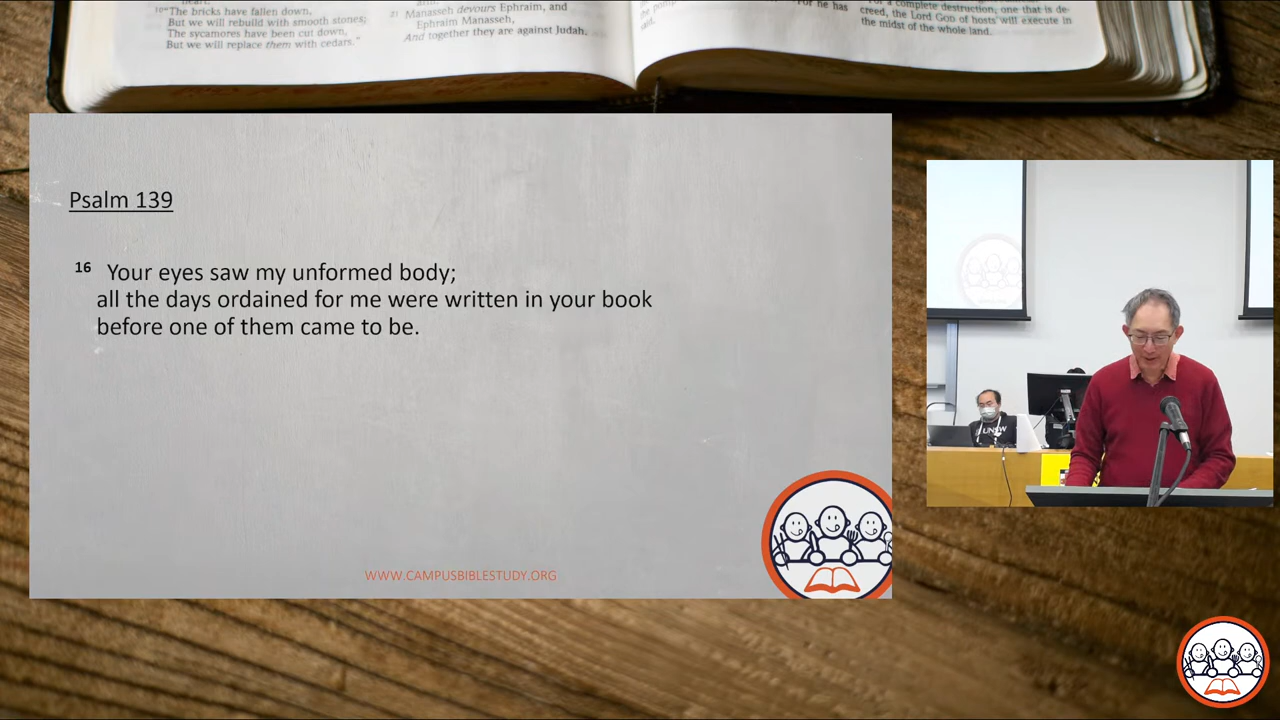 10 "The bricks have fallen down,
But we will rebuild with smooth stones;
The sycamores have been cut down,
But we will replace them with cedars."
21 Manasseh devours Ephraim, and
Ephraim Manasseh,
And together they are against Judah.
For he has
a complete destruction, one that is de-
creed, the Lord GOD of hosts will execute in
the midst of the whole land.
Psalm 139
16 Your eyes saw my unformed body;
all the days ordained for me were written in your book
before one of them came to be.
WWW.CAMPUSBIBLESTUDY.ORG
UNSW